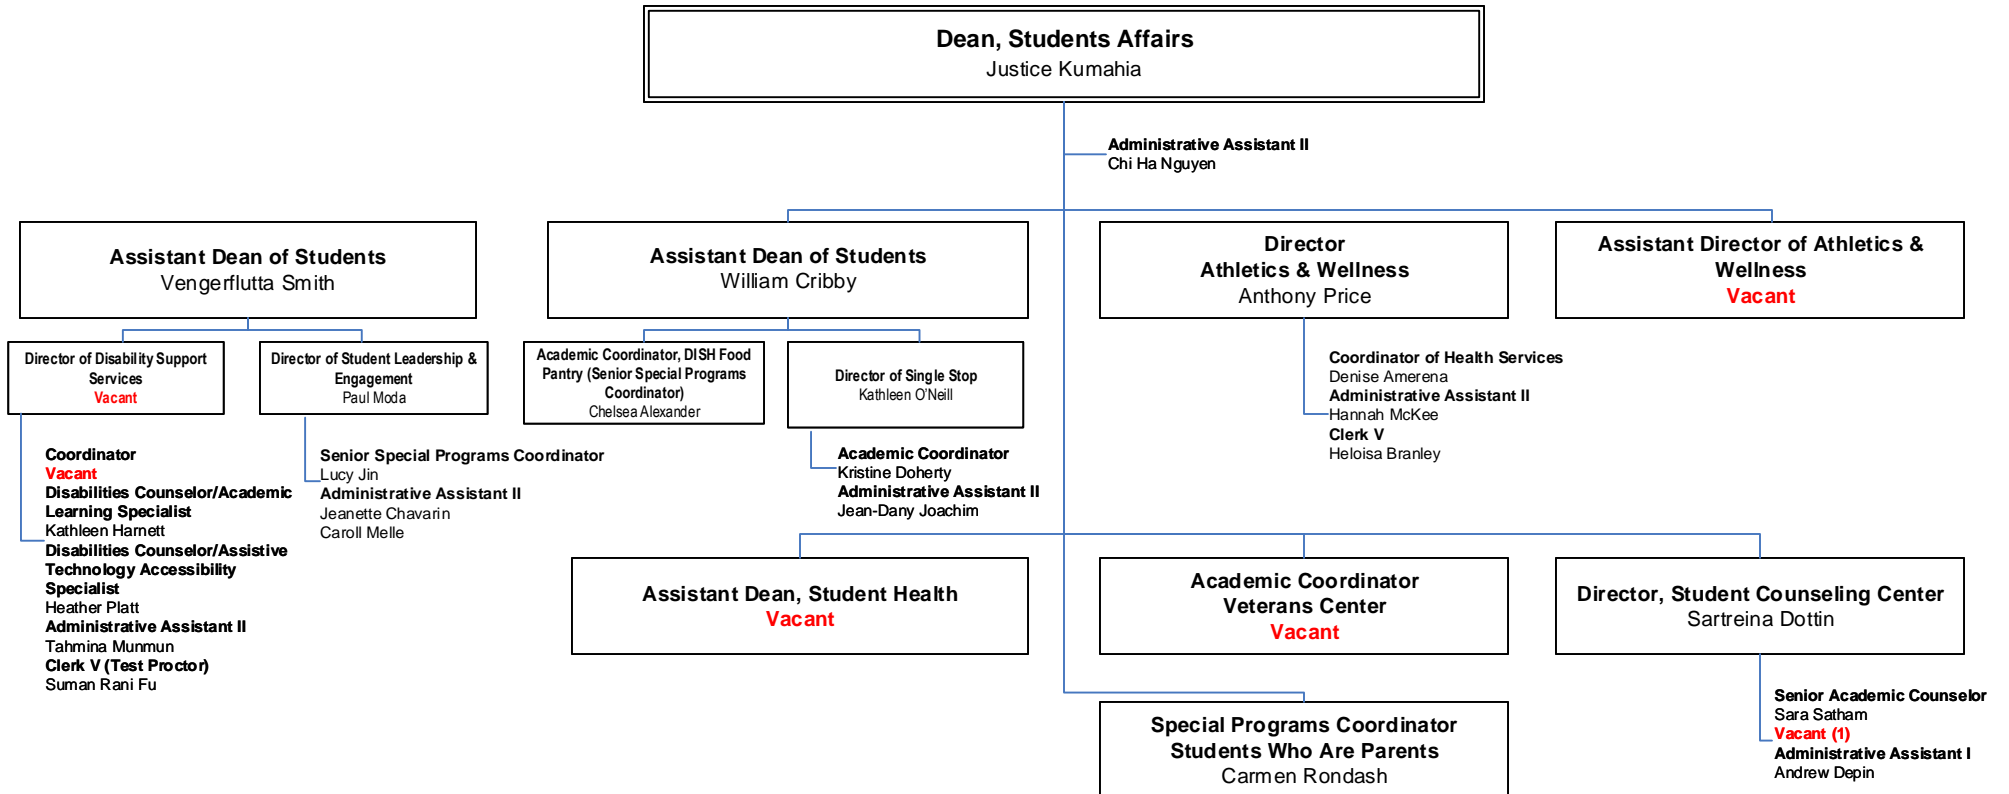 Dean, Students Affairs
Justice Kumahia
Administrative Assistant II
Chi Ha Nguyen
Assistant Dean of Students
Vengerflutta Smith
Assistant Dean of Students
William Cribby
Director
Athletics & Wellness
Anthony Price
Assistant Director of Athletics &
Wellness
Vacant
Director of Disability Support
Services
Vacant
Director of Student Leadership &
Engagement
Paul Moda
Academic Coordinator, DISH Food
Pantry (Senior Special Programs
Coordinator)
Chelsea Alexander
Director of Single Stop
Kathleen O'Neill
Coordinator of Health Services
Denise Amerena
Administrative Assistant II
Hannah McKee
Clerk V
Heloisa Branley
Coordinator
Vacant
Disabilities Counselor/Academic
Learning Specialist
Kathleen Harnett
Disabilities Counselor/Assistive
Technology Accessibility
Specialist
Heather Platt
Administrative Assistant II
Tahmina Munmun
Clerk V (Test Proctor)
Suman Rani Fu
Senior Special Programs Coordinator
Lucy Jin
Administrative Assistant II
Jeanette Chavarin
Caroll Melle
Academic Coordinator
Kristine Doherty
Administrative Assistant II
Jean-Dany Joachim
Assistant Dean, Student Health
Vacant
Academic Coordinator
Veterans Center
Vacant
Director, Student Counseling Center
Sartreina Dottin
Special Programs Coordinator
Students Who Are Parents
Carmen Rondash
Senior Academic Counselor
Sara Satham
Vacant (1)
Administrative Assistant I
Andrew Depin